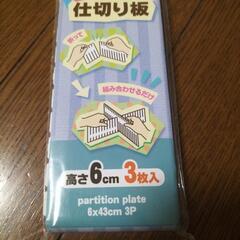 仕切り板
折って
組み合わせるだけ
高さ6cm 3枚入
partition plate
6x43cm 3P